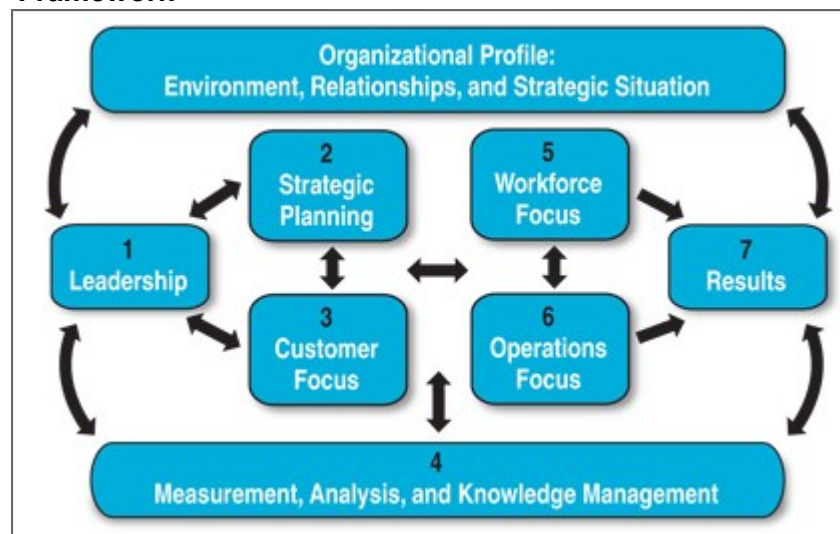 Organizational Profile:
Environment, Relationships, and Strategic Situation
2
Strategic
Planning
5
Workforce
Focus
1
Leadership
7
Results
3
Customer
Focus
6
Operations
Focus
4
Measurement, Analysis, and Knowledge Management